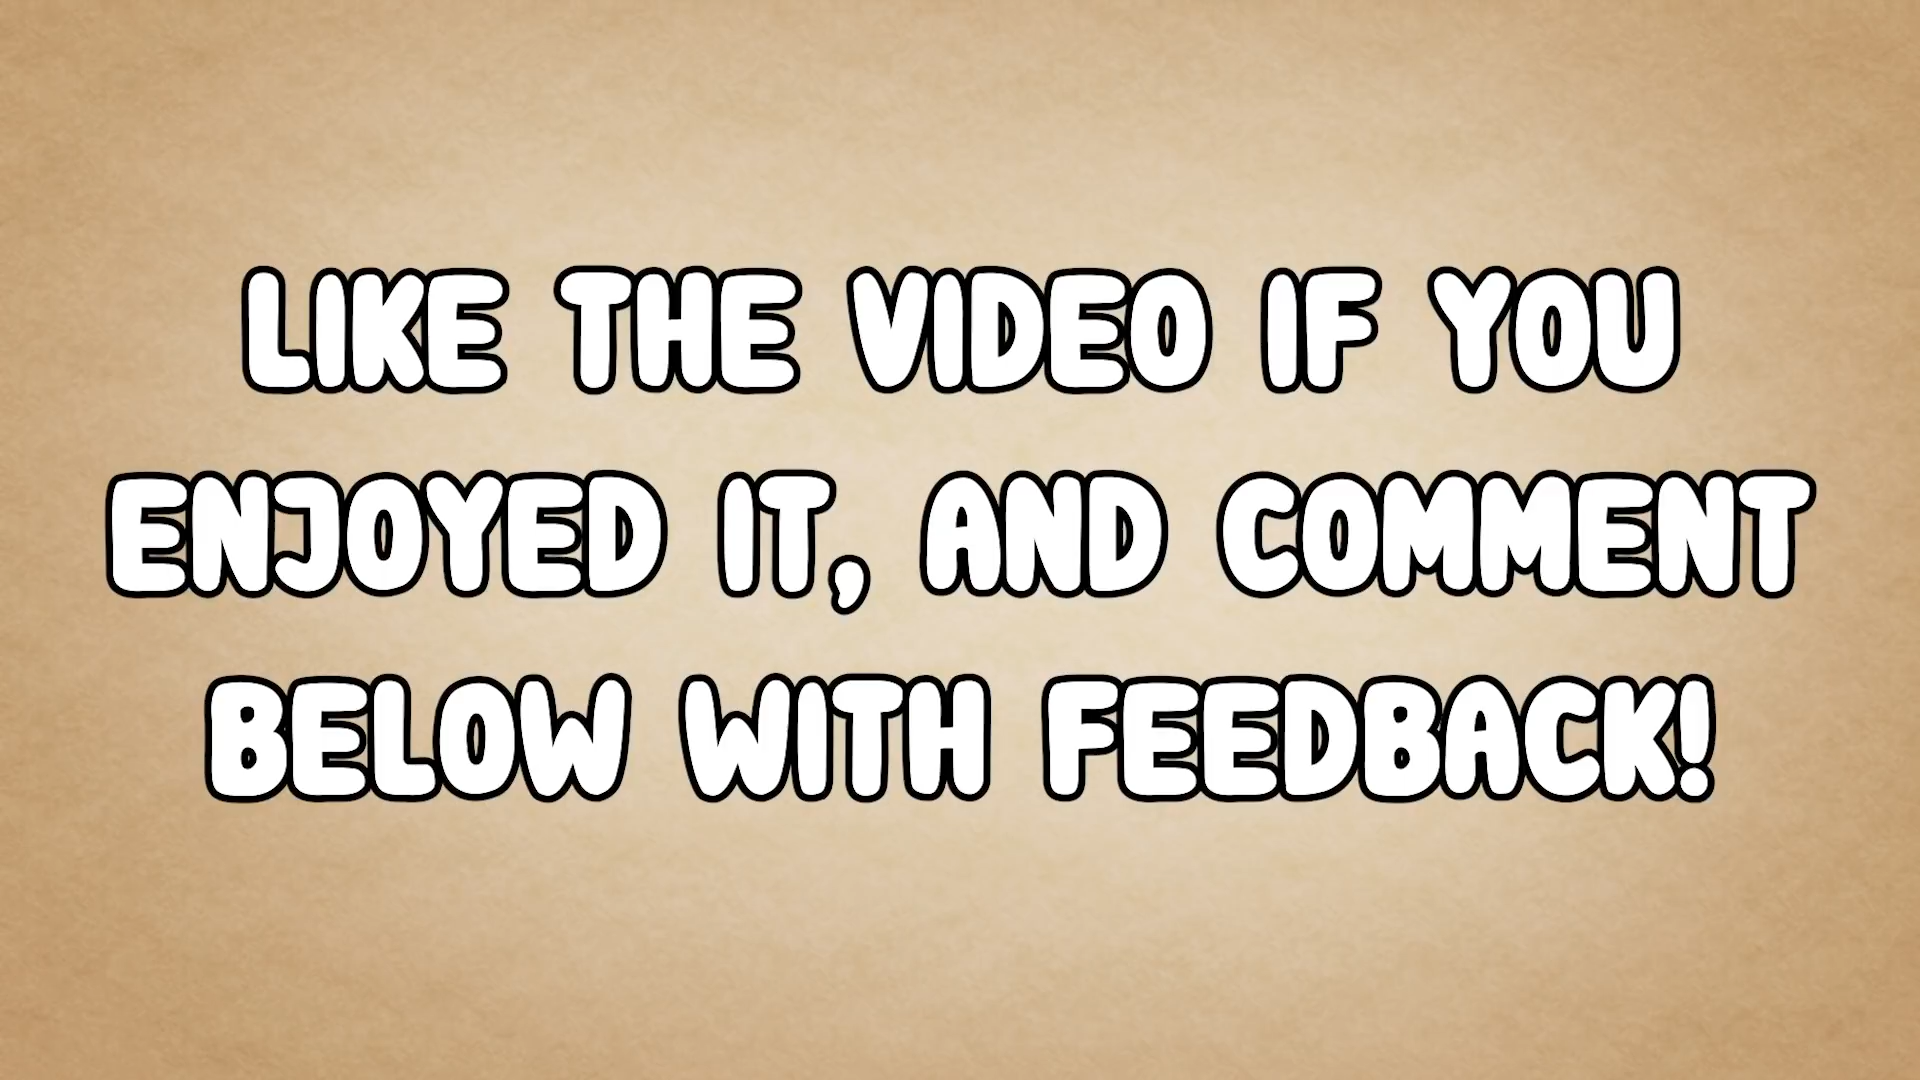 LIKE THE VIDEO IF YOU
ENJOYED IT, AND COMMENT
BELOW WITH FEEDBACK!